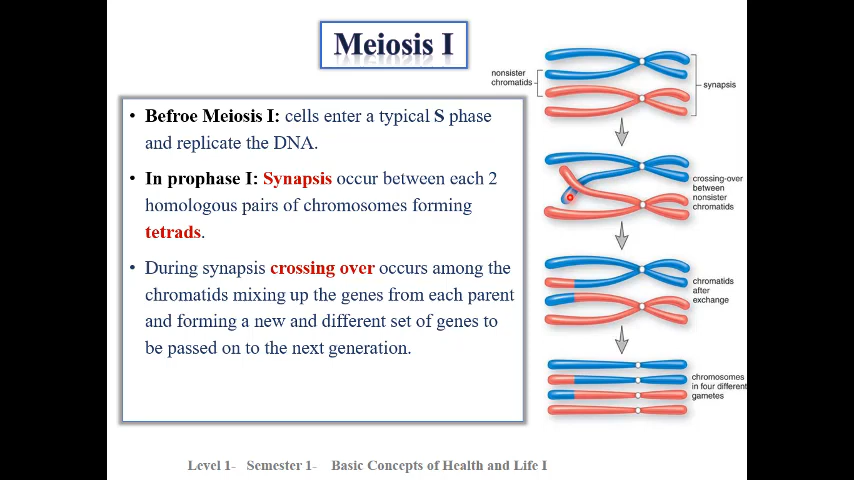 Meiosis I
• Befroe Meiosis I: cells enter a typical S phase
and replicate the DNA.
• In prophase I: Synapsis occur between each 2
homologous pairs of chromosomes forming
tetrads.
• During synapsis crossing over occurs among the
chromatids mixing up the genes from each parent
and forming a new and different set of genes to
be passed on to the next generation.
nonsister
chromatids
synapsis
crossing-over
between
nonsister
chromatids
chromatids
after
exchange
chromosomes
in four different
gametes
Level 1- Semester 1- Basic Concepts of Health and Life I